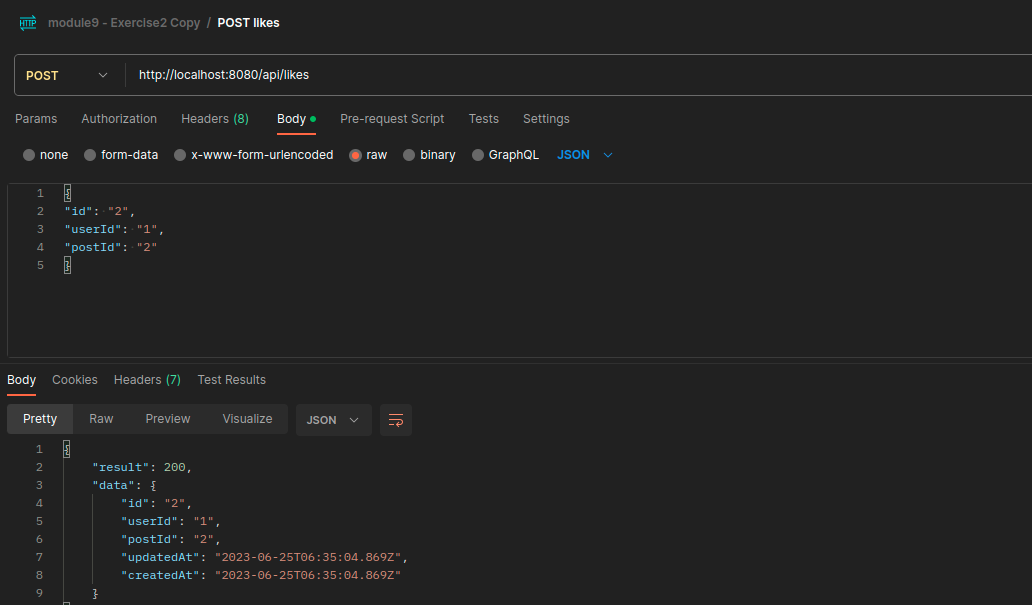 HTTP module9 - Exercise2 Copy / POST likes
POST http://localhost:8080/api/likes
Params Authorization Headers (8) Body Pre-request Script Tests Settings
none form-data x-www-form-urlencoded raw binary GraphQL JSON
1 {
2 "id": "2",
3 "userId": "1",
4 "postId": "2"
5 }
Body Cookies Headers (7) Test Results
Pretty Raw Preview Visualize JSON
1 {
2 "result": 200,
3 "data": {
4 "id": "2",
5 "userId": "1",
6 "postId": "2",
7 "updatedAt": "2023-06-25T06:35:04.869Z",
8 "createdAt": "2023-06-25T06:35:04.869Z"
9 }